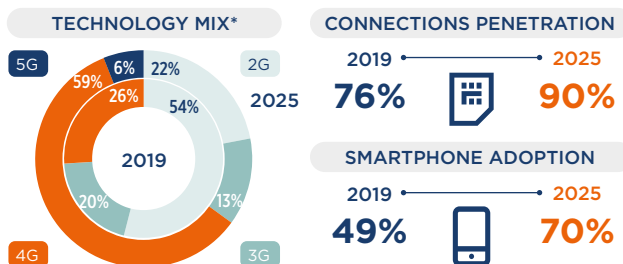 TECHNOLOGY MIX*
5G
6%
22%
2G
59%
26%
54%
2025
2019
20%
13%
4G
3G
CONNECTIONS PENETRATION
2019 2025
76% 90%
SMARTPHONE ADOPTION
2019 2025
49% 70%